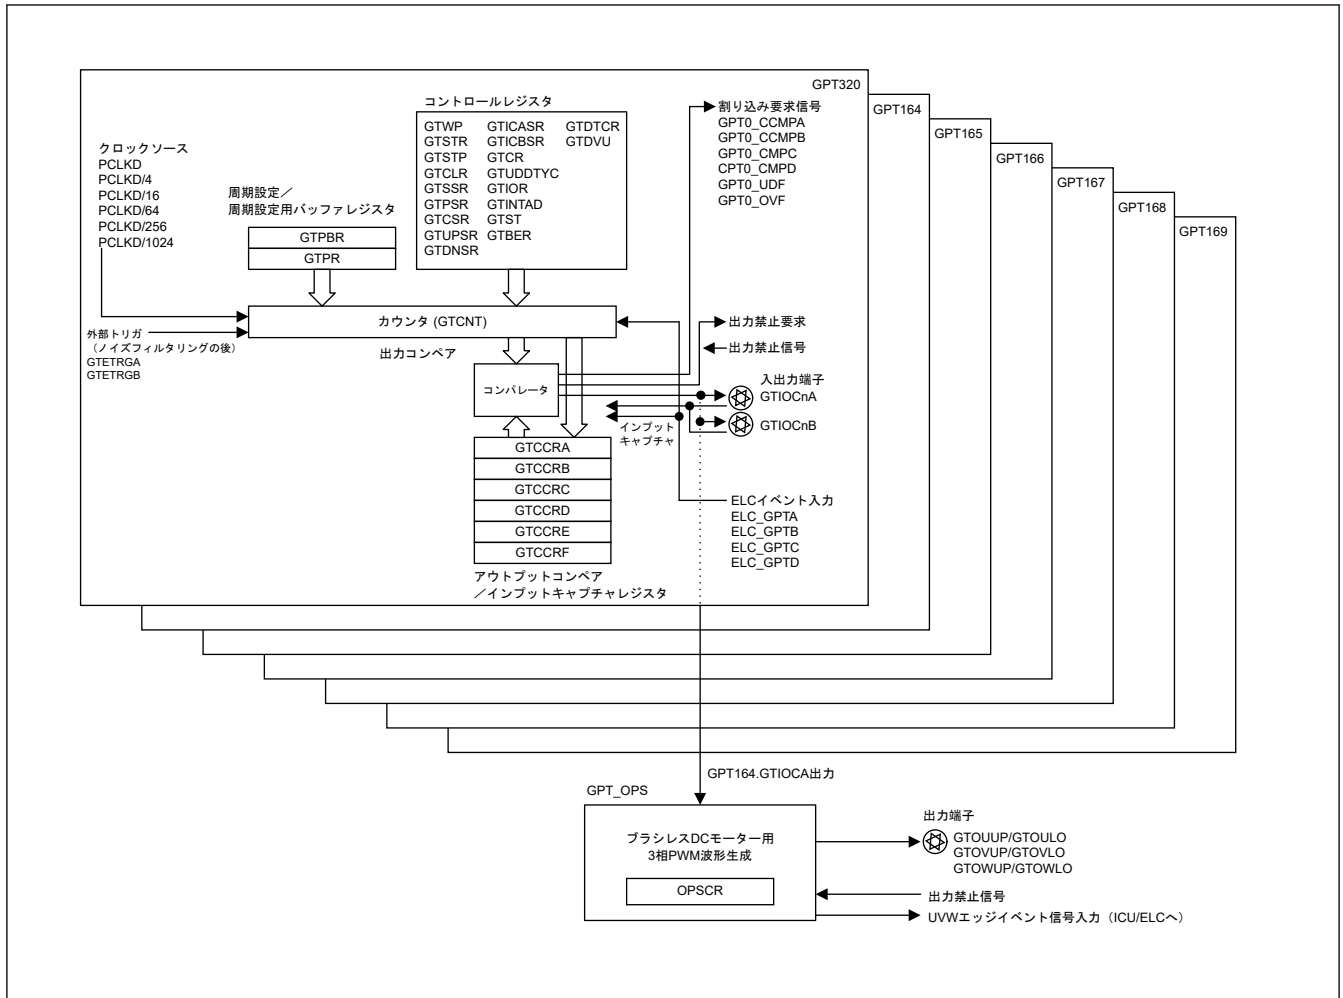 GPT320
GPT164
GPT165
GPT166
GPT167
GPT168
GPT169
クロックソース
PCLKD
PCLKD/4
PCLKD/16
PCLKD/64
PCLKD/256
PCLKD/1024
周期設定／
周期設定用バッファレジスタ
GTPBR
GTPR
コントロールレジスタ
GTWP GTICASR GTDTCR
GTSTR GTICBSR GTDVU
GTSTP GTCR
GTCLR GTUDDTYC
GTSSR GTIOR
GTPSR GTINTAD
GTCSR GTST
GTUPSR GTBER
GTDNSR
割り込み要求信号
GPT0_CCMPA
GPT0_CCMPB
GPT0_CMPC
CPT0_CMPD
GPT0_UDF
GPT0_OVF
外部トリガ
（ノイズフィルタリングの後）
GTETRGA
GTETRGB
カウンタ (GTCNT)
出力コンペア
コンパレータ
出力禁止要求
出力禁止信号
入出力端子
GTIOCnA
GTIOCnB
インプット
キャプチャ
GTCCRA
GTCCRB
GTCCRC
GTCCRD
GTCCRE
GTCCRF
アウトプットコンペア
／インプットキャプチャレジスタ
ELCイベント入力
ELC_GPTA
ELC_GPTB
ELC_GPTC
ELC_GPTD
GPT164.GTIOCA出力
GPT_OPS
ブラシレスDCモーター用
3相PWM波形生成
OPSCR
出力端子
GTOUUP/GTOULO
GTOVUP/GTOVLO
GTOWUP/GTOWLO
出力禁止信号
UVWエッジイベント信号入力（ICU/ELCへ）